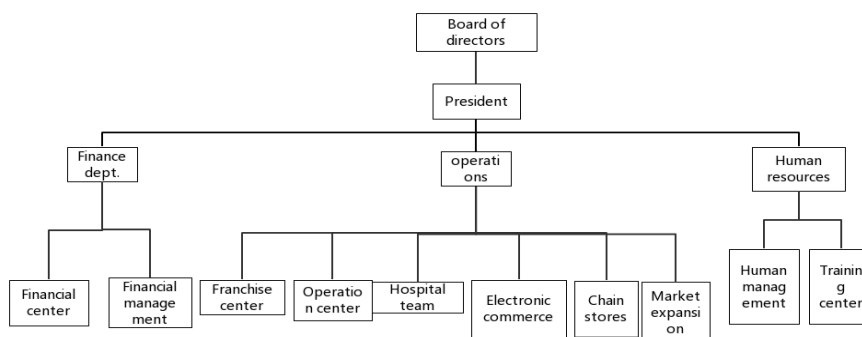 Board of
directors
President
Finance
dept.
operati
ons
Human
resources
Financial
center
Financial
manage
ment
Franchise
center
Operatio
n center
Hospital
team
Electronic
commerce
Chain
stores
Market
expansi
on
Human
manag
ement
Trainin
g
center